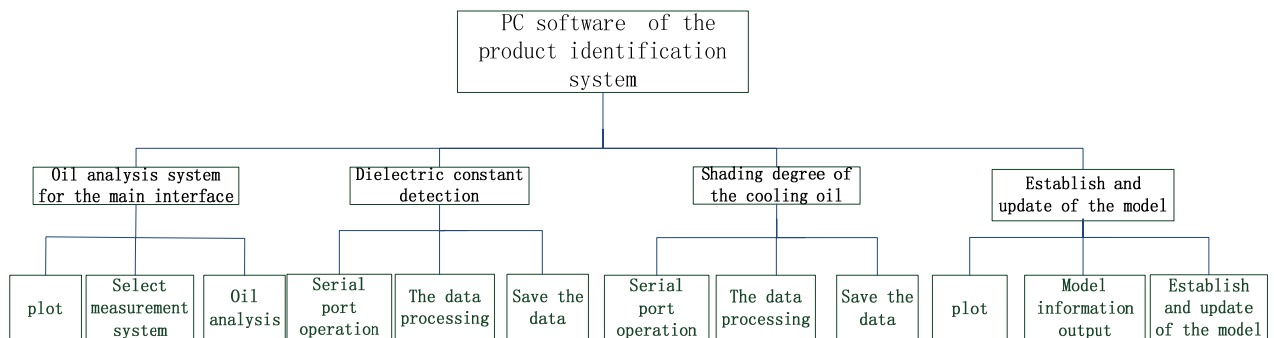 PC software of the
product identification
system
Oil analysis system
for the main interface
Dielectric constant
detection
Shading degree of
the cooling oil
Establish and
update of the model
plot
Select
measurement
system
Oil
analysis
Serial
port
operation
The data
processing
Save the
data
Serial
port
operation
The data
processing
Save the
data
plot
Model
information
output
Establish
and update
of the model